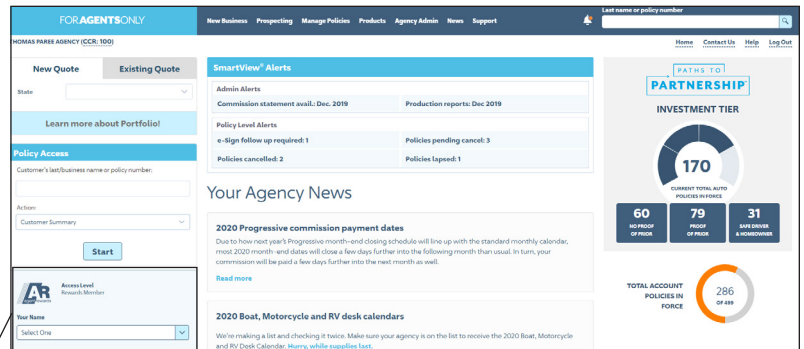 FORAGENTSONLY
New Business Prospecting Manage Policies Products Agency Admin News Support
Last name or policy number
HOMAS PAREE AGENCY (CCR: 100)
Home Contact Us Help Log Out
New Quote Existing Quote
State
Learn more about Portfolio!
Policy Access
Customer's last/business name or policy number:
Action:
Customer Summary
Start
AR
Access Level
Rewards Member
Your Name
Select One
SmartView® Alerts
Admin Alerts
Commission statement avail.: Dec. 2019 Production reports: Dec 2019
Policy Level Alerts
e-Sign follow up required: 1 Policies pending cancel: 3
Policies cancelled: 2 Policies lapsed: 1
Your Agency News
2020 Progressive commission payment dates
Due to how next year's Progressive month-end closing schedule will line up with the standard monthly calendar,
most 2020 month-end dates will close a few days further into the following month than usual. In turn, your
commission will be paid a few days further into the next month as well.
Read more
2020 Boat, Motorcycle and RV desk calendars
We're making a list and checking it twice. Make sure your agency is on the list to receive the 2020 Boat, Motorcycle
and RV Desk Calendar. Hurry, while supplies last.
PATHS TO
PARTNERSHIP
INVESTMENT TIER
170
CURRENT TOTAL AUTO
POLICIES IN FORCE
60 79 31
NO PROOF
OF PRIOR
PROOF
OF PRIOR
SAFE DRIVER
& HOMEOWNER
TOTAL ACCOUNT
POLICIES IN
FORCE
286
OF 499